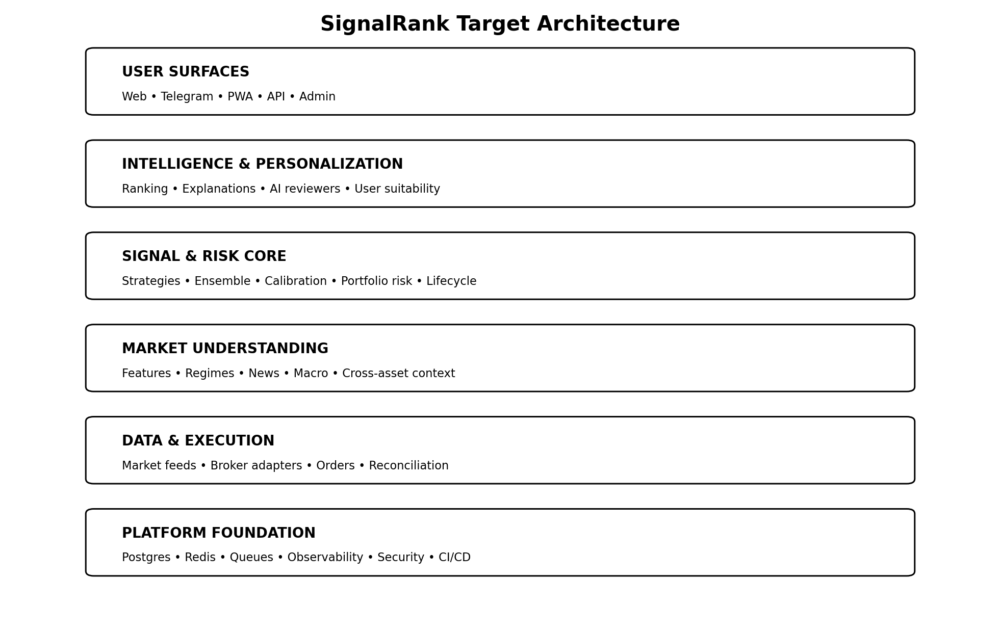 SignalRank Target Architecture
USER SURFACES
Web • Telegram • PWA • API • Admin
INTELLIGENCE & PERSONALIZATION
Ranking • Explanations • AI reviewers • User suitability
SIGNAL & RISK CORE
Strategies • Ensemble • Calibration • Portfolio risk • Lifecycle
MARKET UNDERSTANDING
Features • Regimes • News • Macro • Cross-asset context
DATA & EXECUTION
Market feeds • Broker adapters • Orders • Reconciliation
PLATFORM FOUNDATION
Postgres • Redis • Queues • Observability • Security • CI/CD